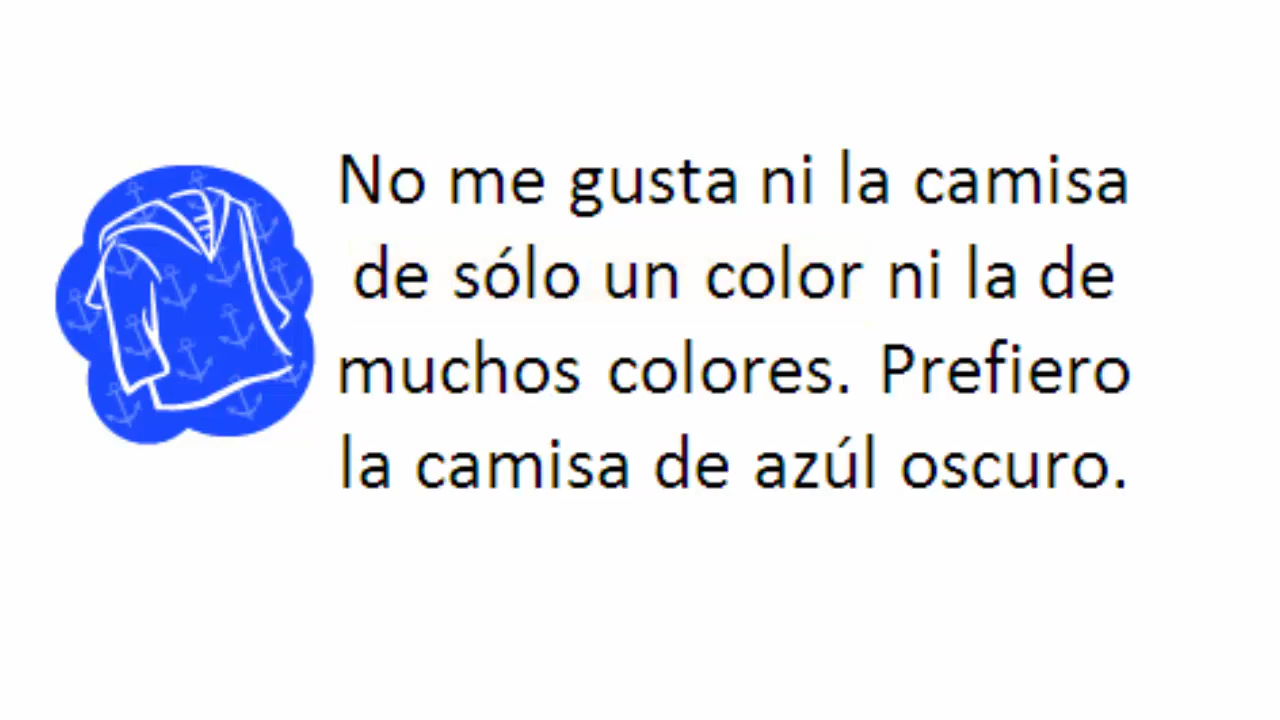 No me gusta ni la camisa
de sólo un color ni la de
muchos colores. Prefiero
la camisa de azúl oscuro.